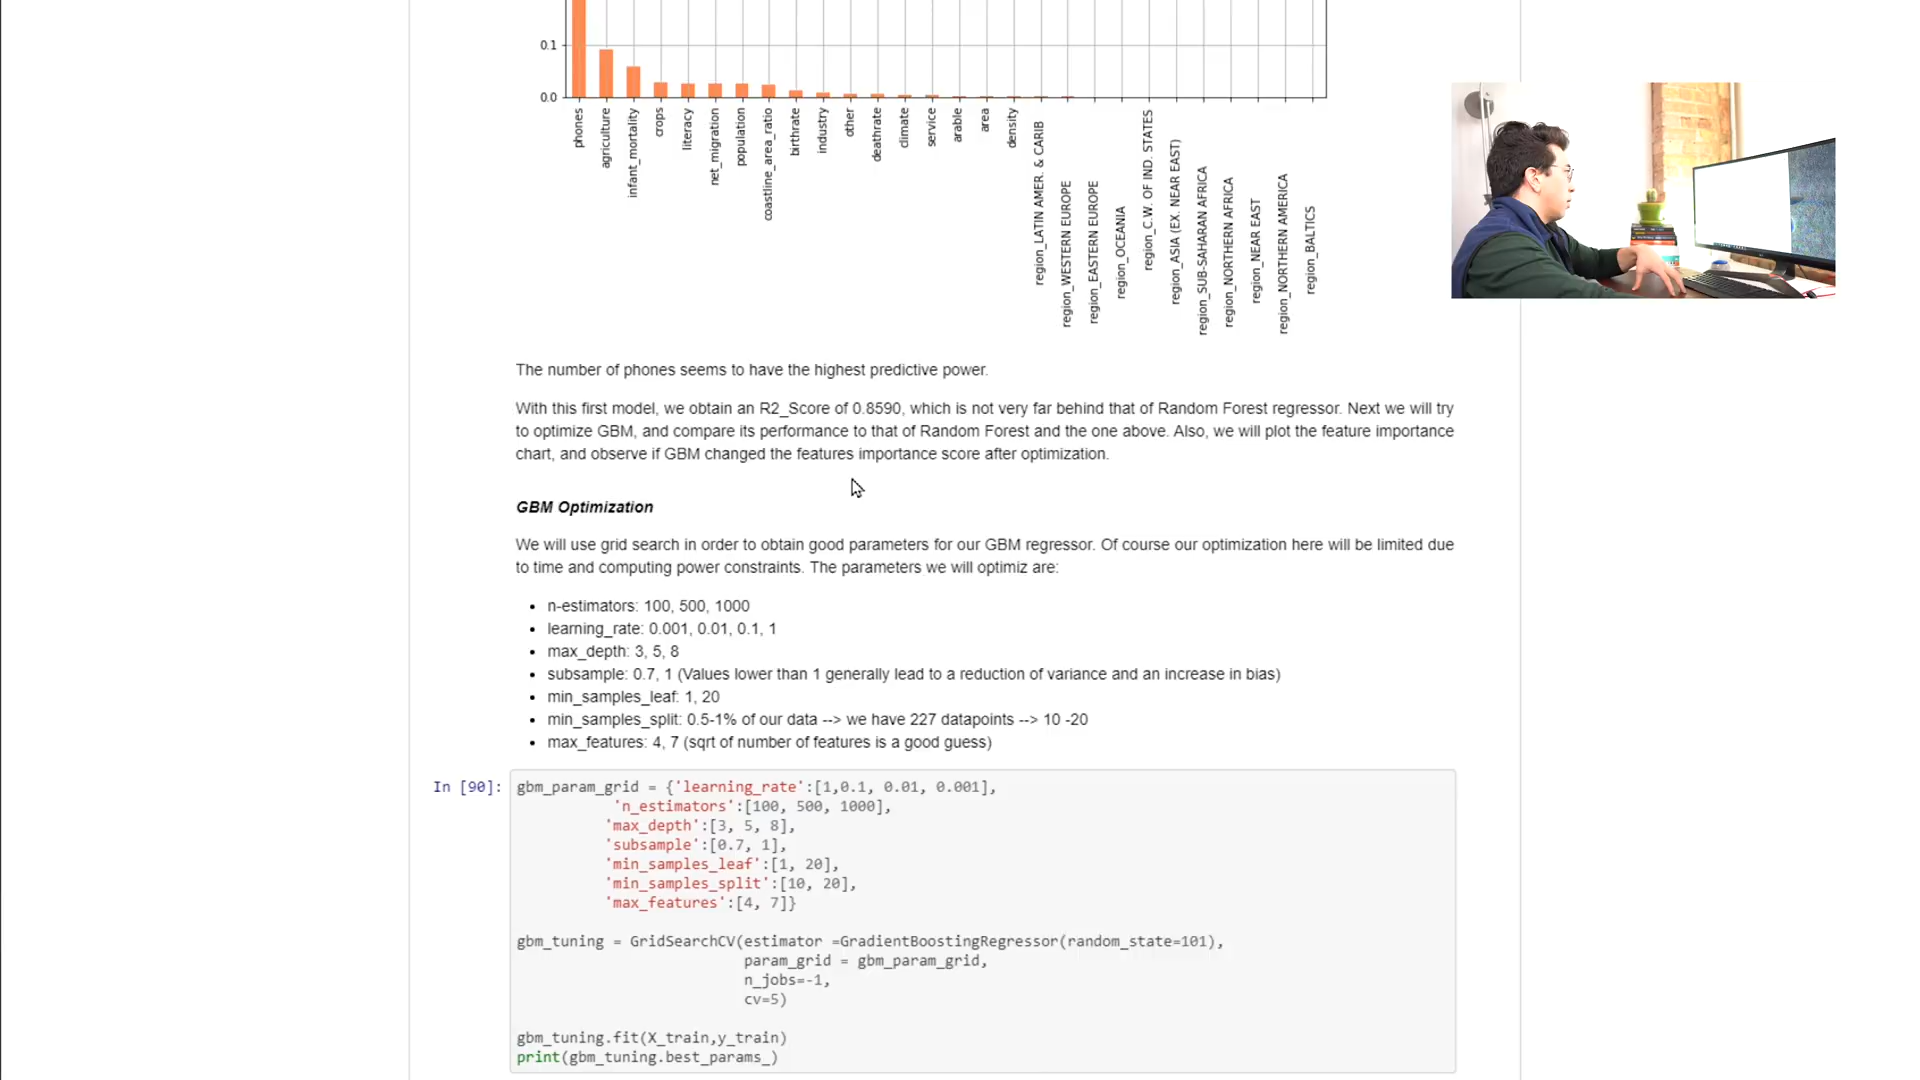 0.1
0.0
phones
agriculture
infant_mortality
crops
literacy
net_migration
population
coastline_area_ratio
birthrate
industry
other
deathrate
climate
service
arable
area
density
region_LATIN AMER. & CARIB
region_WESTERN EUROPE
region_EASTERN EUROPE
region_OCEANIA
region_C.W. OF IND. STATES
region_ASIA (EX. NEAR EAST)
region_SUB-SAHARAN AFRICA
region_NORTHERN AFRICA
region_NEAR EAST
region_NORTHERN AMERICA
region_BALTICS
The number of phones seems to have the highest predictive power.
With this first model, we obtain an R2_Score of 0.8590, which is not very far behind that of Random Forest regressor. Next we will try
to optimize GBM, and compare its performance to that of Random Forest and the one above. Also, we will plot the feature importance
chart, and observe if GBM changed the features importance score after optimization.
GBM Optimization
We will use grid search in order to obtain good parameters for our GBM regressor. Of course our optimization here will be limited due
to time and computing power constraints. The parameters we will optimiz are:
• n-estimators: 100, 500, 1000
• learning_rate: 0.001, 0.01, 0.1, 1
• max_depth: 3, 5, 8
• subsample: 0.7, 1 (Values lower than 1 generally lead to a reduction of variance and an increase in bias)
• min_samples_leaf: 1, 20
• min_samples_split: 0.5-1% of our data --> we have 227 datapoints --> 10 -20
• max_features: 4, 7 (sqrt of number of features is a good guess)
In [90]: gbm_param_grid = {'learning_rate':[1,0.1, 0.01, 0.001],
'n_estimators':[100, 500, 1000],
'max_depth':[3, 5, 8],
'subsample':[0.7, 1],
'min_samples_leaf':[1, 20],
'min_samples_split':[10, 20],
'max_features':[4, 7]}
gbm_tuning = GridSearchCV(estimator =GradientBoostingRegressor(random_state=101),
param_grid = gbm_param_grid,
n_jobs=-1,
cv=5)
gbm_tuning.fit(X_train,y_train)
print(gbm_tuning.best_params_)